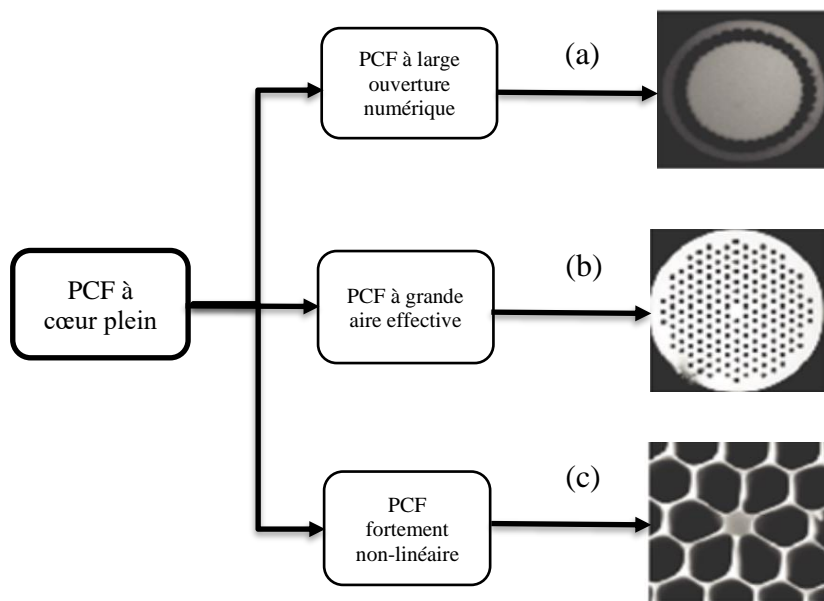 PCF à large
ouverture
numérique
(a)
PCF à
cœur plein
PCF à grande
aire effective
(b)
PCF
fortement
non-linéaire
(c)